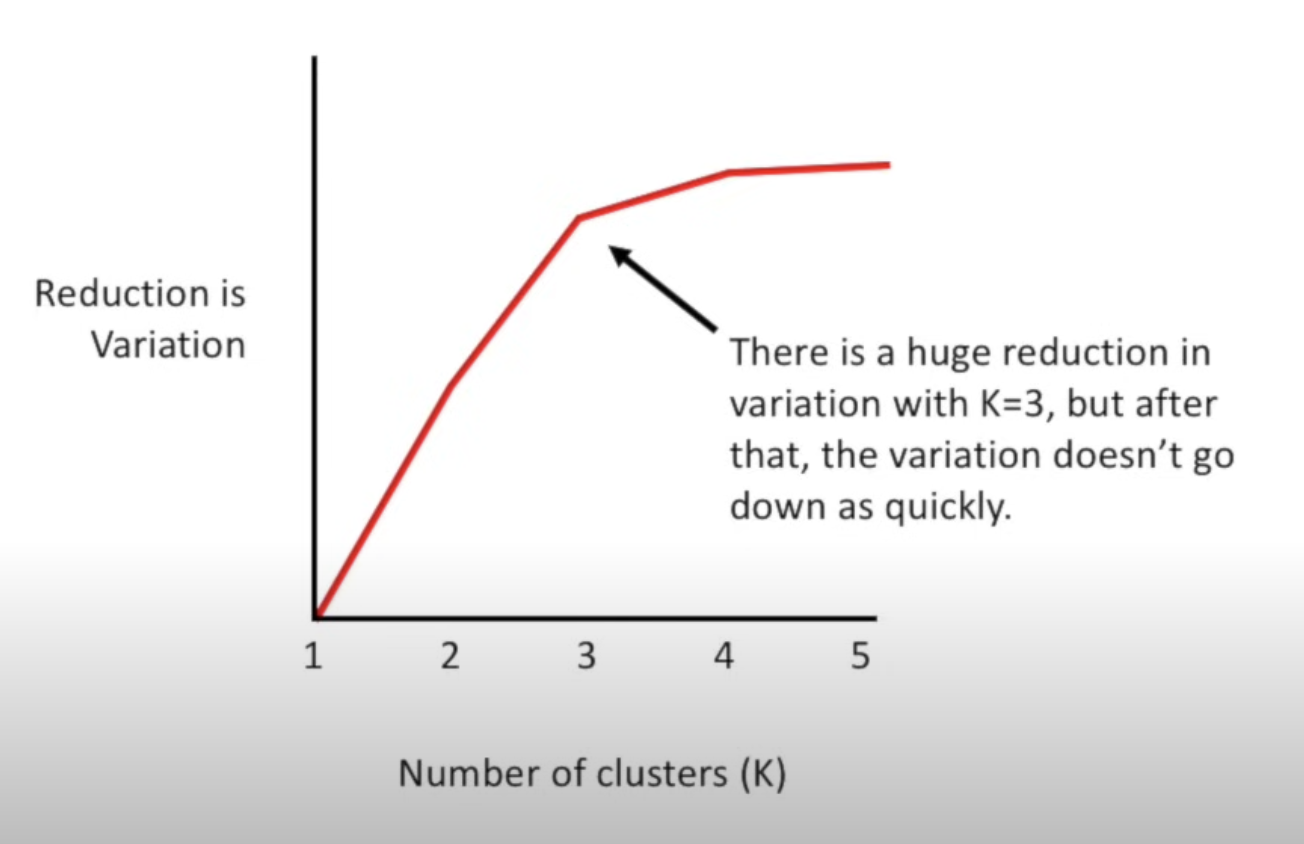 Reduction is
Variation
There is a huge reduction in
variation with K=3, but after
that, the variation doesn’t go
down as quickly.
1 2 3 4 5
Number of clusters (K)